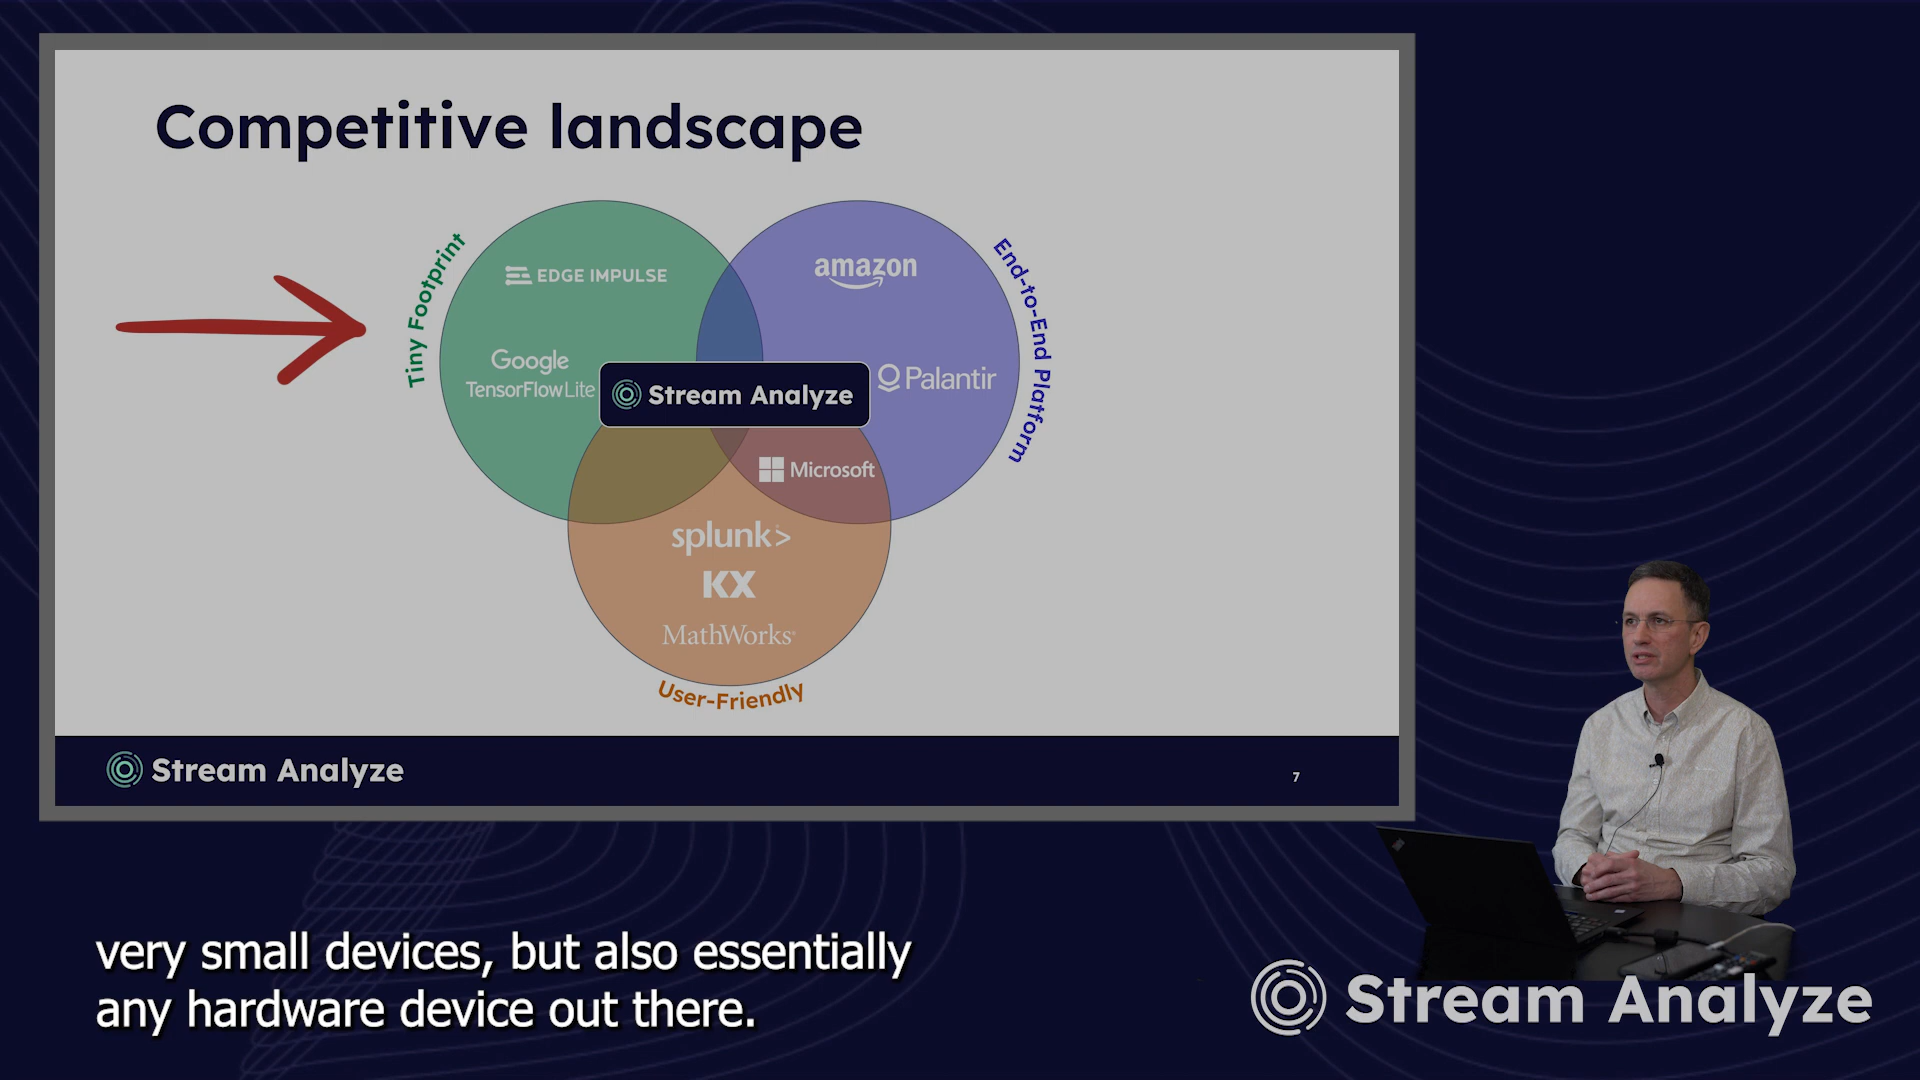 Competitive landscape
Tiny Footprint
End-to-End Platform
EDGE IMPULSE
amazon
Google
TensorFlow Lite
Stream Analyze
Palantir
Microsoft
splunk>
KX
MathWorks
User-Friendly
Stream Analyze
7
very small devices, but also essentially
any hardware device out there.
Stream Analyze